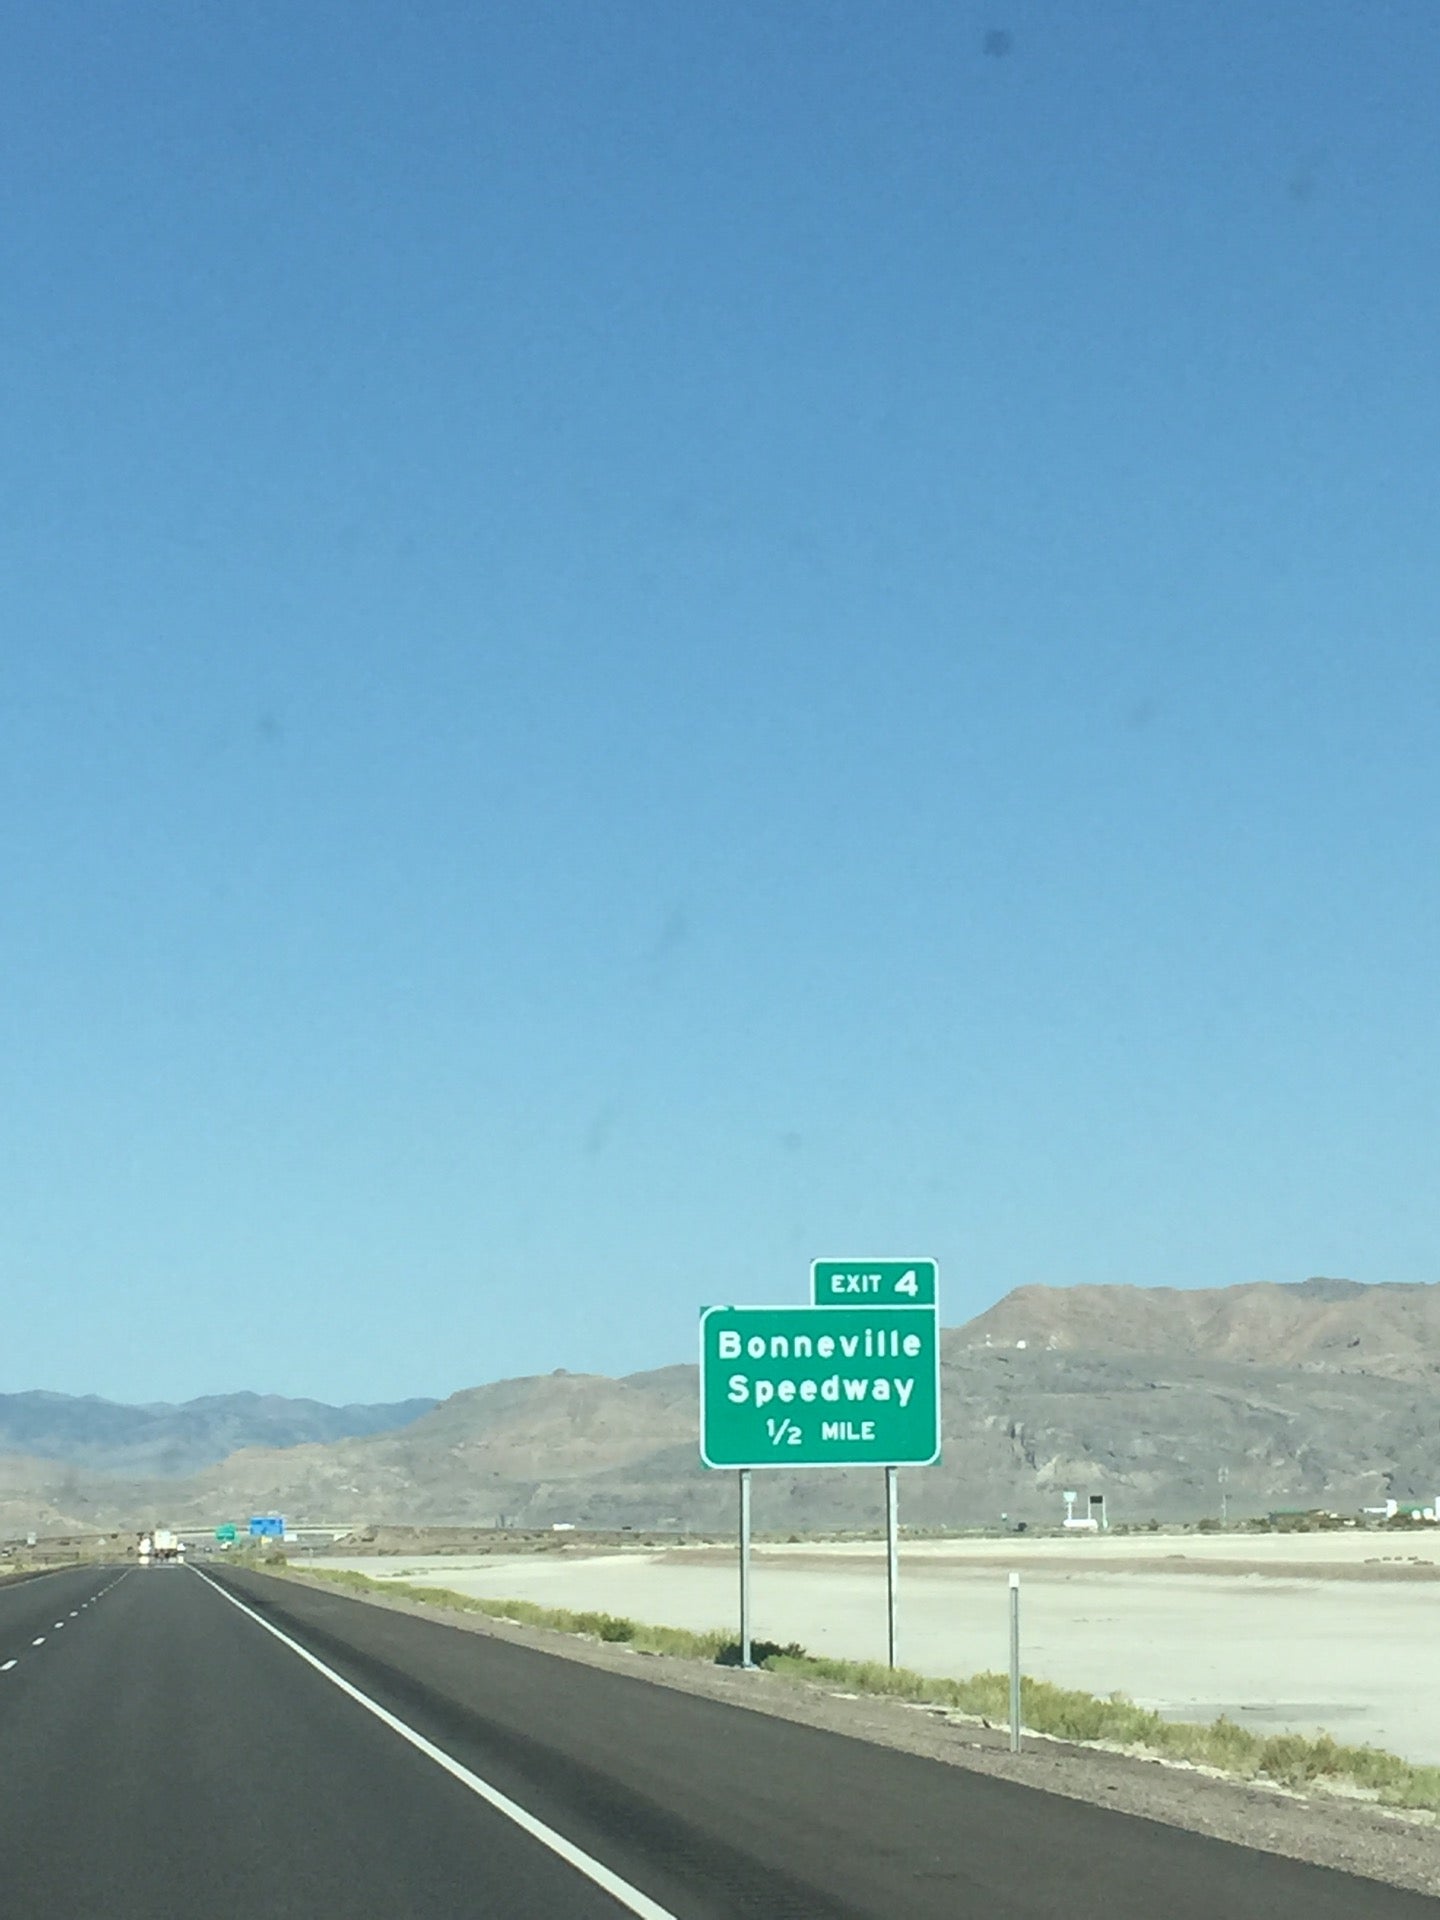 EXIT 4
Bonneville
Speedway
1/2 MILE